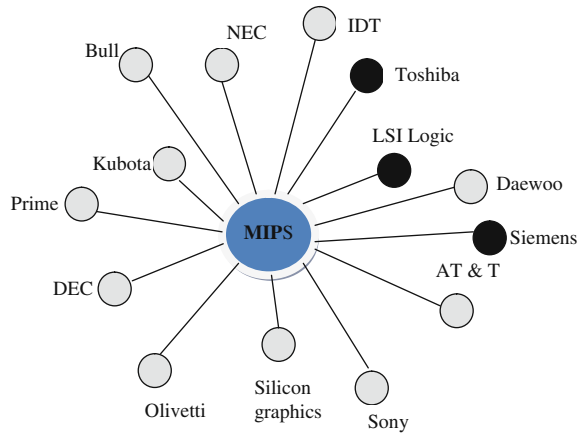 NEC
IDT
Bull
Toshiba
LSI Logic
Kubota
Daewoo
Prime
MIPS
Siemens
AT & T
DEC
Silicon
graphics
Olivetti
Sony